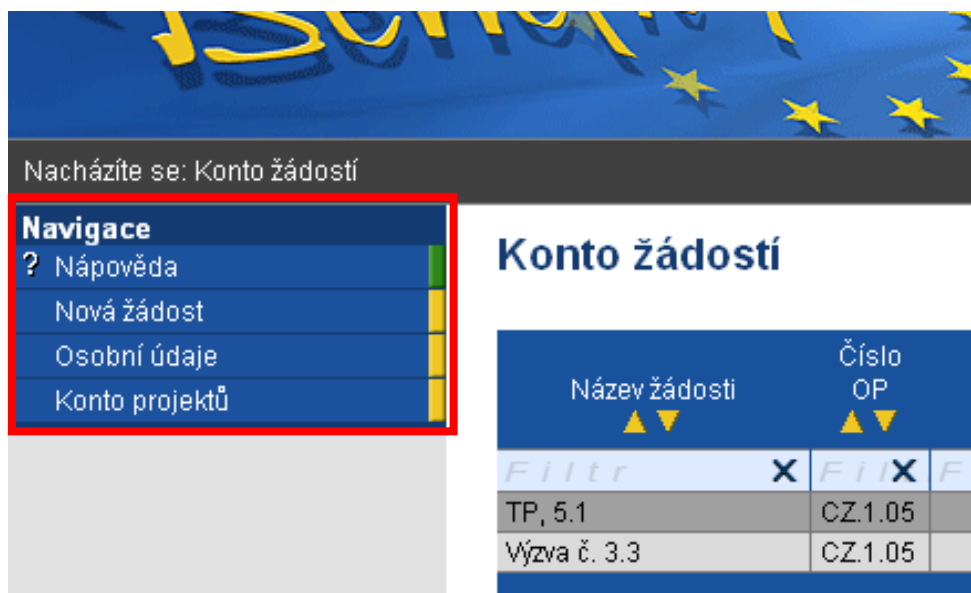 Nacházíte se: Konto žádostí
Navigace
? Nápověda
Nová žádost
Osobní údaje
Konto projektů
Konto žádostí
Název žádosti
Číslo
OP
Filtr X Fil X F
TP, 5.1 CZ.1.05
Výzva č. 3.3 CZ.1.05